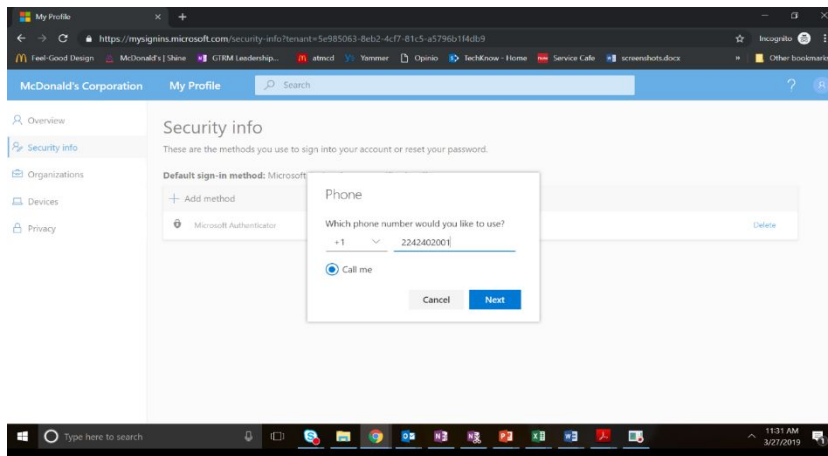 My Profile
https://mysignins.microsoft.com/security-info?tenant=5e985063-8eb2-4cf7-81c5-a5796b1f4db9
Incognito
Feel-Good Design
McDonald's | Shine
GTRM Leadership...
atmcd
Yammer
Opinio
TechKnow - Home
Service Cafe
screenshots.docx
»
Other bookmarks
McDonald's Corporation
My Profile
Search
?
Overview
Security info
Organizations
Devices
Privacy
Security info
These are the methods you use to sign into your account or reset your password.
Default sign-in method: Microsoft
+ Add method
Microsoft Authenticator
Delete
Phone
Which phone number would you like to use?
+1
2242402001
Call me
Cancel
Next
Type here to search
11:31 AM
3/27/2019